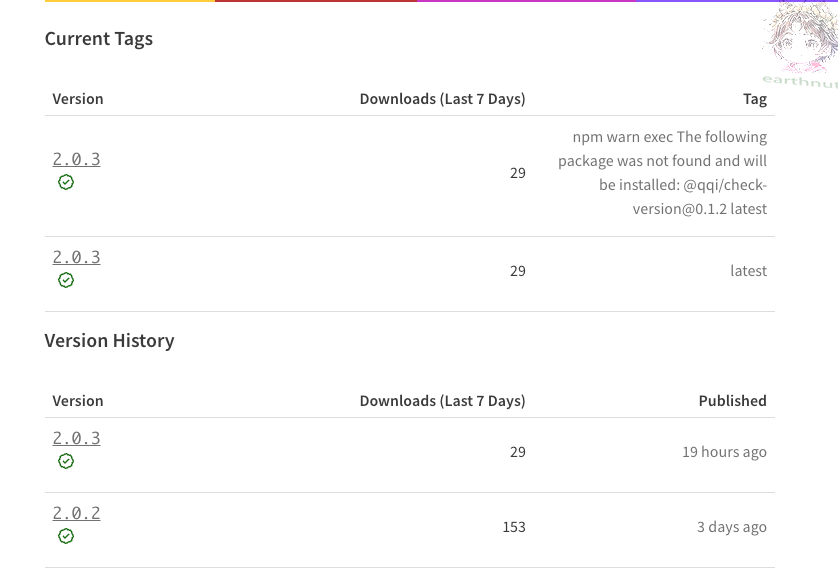 Current Tags
earthnut
Version Downloads (Last 7 Days) Tag
npm warn exec The following
package was not found and will
be installed: @qqi/check-
version@0.1.2 latest
2.0.3 29
2.0.3 29 latest
Version History
Version Downloads (Last 7 Days) Published
2.0.3 29 19 hours ago
2.0.2 153 3 days ago